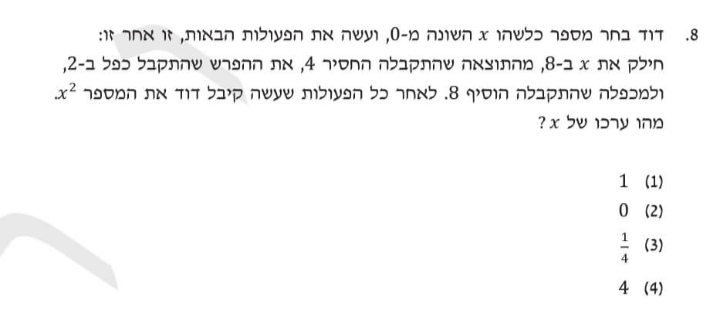 8. דוד בחר מספר כלשהו x השונה מ-0, ועשה את הפעולות הבאות, זו אחר זו:
חילק את x ב-8, מהתוצאה שהתקבלה החסיר 4, את ההפרש שהתקבל כפל ב-2,
ולמכפלה שהתקבלה הוסיף 8. לאחר כל הפעולות שעשה קיבל דוד את המספר x².
מהו ערכו של x?
(1) 1
(2) 0
(3) 1/4
(4) 4